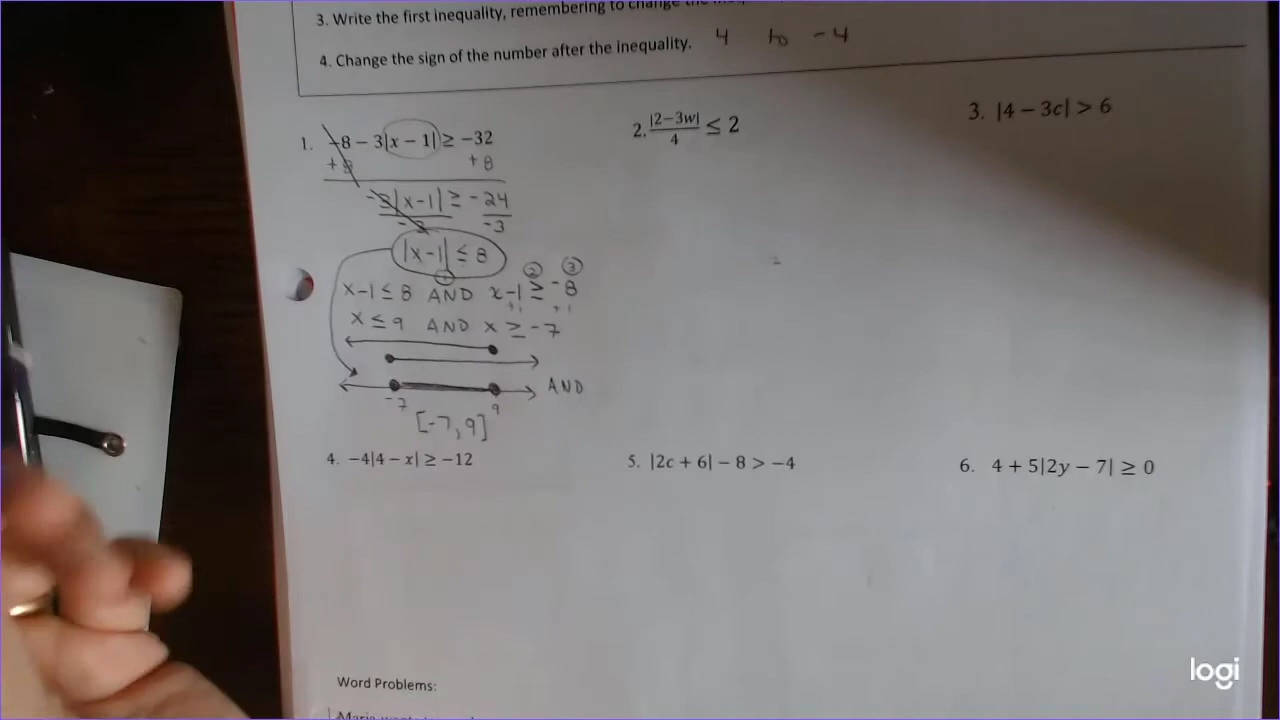 3. Write the first inequality, remembering to change the
4. Change the sign of the number after the inequality. 4 to -4
1. -8 - 3|x - 1| ≥ -32
+8 +8
-3|x-1| ≥ -24
-3 -3
|x-1| ≤ 8
① ② ③
x-1 ≤ 8 AND x-1 ≥ -8
+1 +1
x ≤ 9 AND x ≥ -7
AND
-7 9
[-7, 9]
2. |2-3w|/4 ≤ 2
3. |4 - 3c| > 6
4. -4|4 - x| ≥ -12
5. |2c + 6| - 8 > -4
6. 4 + 5|2y - 7| ≥ 0
Word Problems:
logi